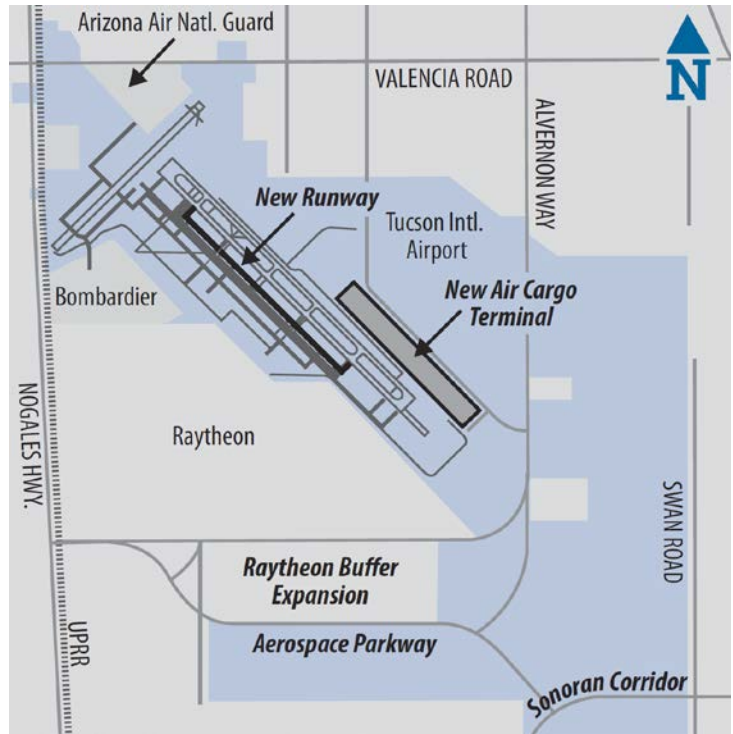 Arizona Air Natl. Guard
N
VALENCIA ROAD
ALVERNON WAY
New Runway
Tucson Intl.
Airport
New Air Cargo
Terminal
Bombardier
NOGALES HWY.
Raytheon
SWAN ROAD
Raytheon Buffer
Expansion
UPRR
Aerospace Parkway
Sonoran Corridor